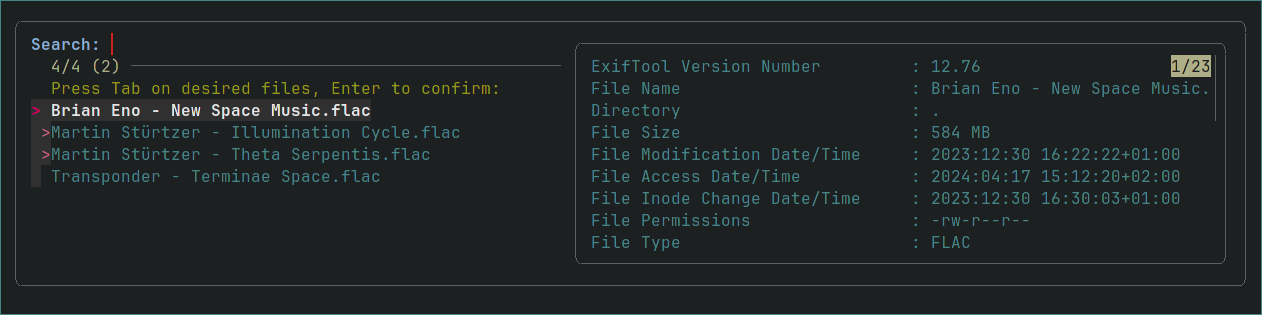 Search:
4/4 (2)
Press Tab on desired files, Enter to confirm:
> Brian Eno - New Space Music.flac
>Martin Stürtzer - Illumination Cycle.flac
>Martin Stürtzer - Theta Serpentis.flac
Transponder - Terminae Space.flac
ExifTool Version Number : 12.76 1/23
File Name : Brian Eno - New Space Music.
Directory : .
File Size : 584 MB
File Modification Date/Time : 2023:12:30 16:22:22+01:00
File Access Date/Time : 2024:04:17 15:12:20+02:00
File Inode Change Date/Time : 2023:12:30 16:30:03+01:00
File Permissions : -rw-r--r--
File Type : FLAC